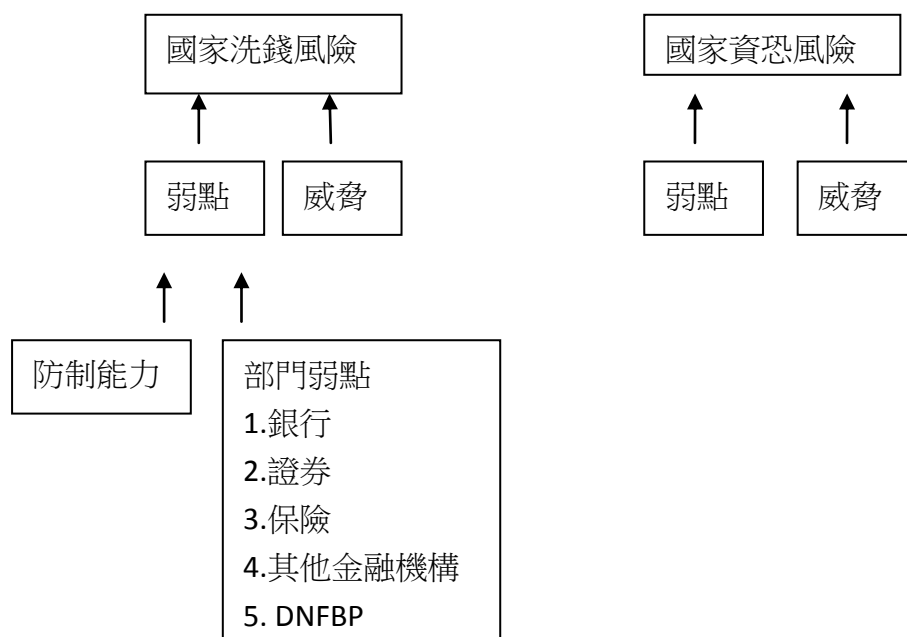 國家洗錢風險
國家資恐風險
弱點
威脅
弱點
威脅
防制能力
部門弱點
1.銀行
2.證券
3.保險
4.其他金融機構
5. DNFBP